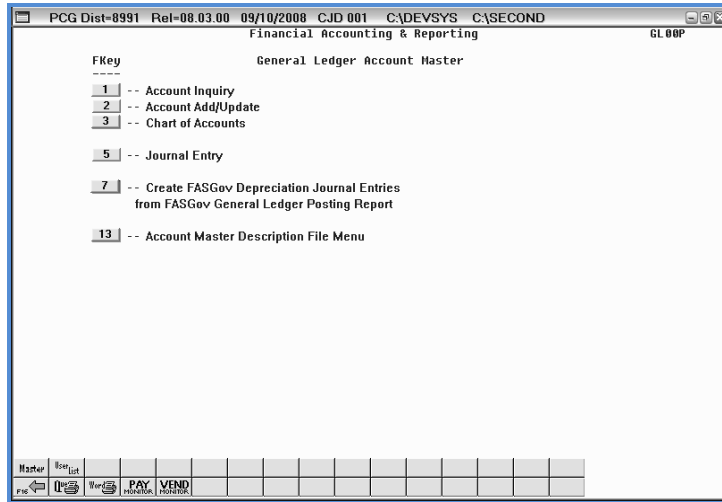 PCG Dist=8991 Rel=08.03.00 09/10/2008 CJD 001 C:\DEVSYS C:\SECOND
Financial Accounting & Reporting GL00P
FKey General Ledger Account Master
----
1 -- Account Inquiry
2 -- Account Add/Update
3 -- Chart of Accounts
5 -- Journal Entry
7 -- Create FASGov Depreciation Journal Entries
from FASGov General Ledger Posting Report
13 -- Account Master Description File Menu
Master User List
F16 Que Word PAY MONITOR VEND MONITOR